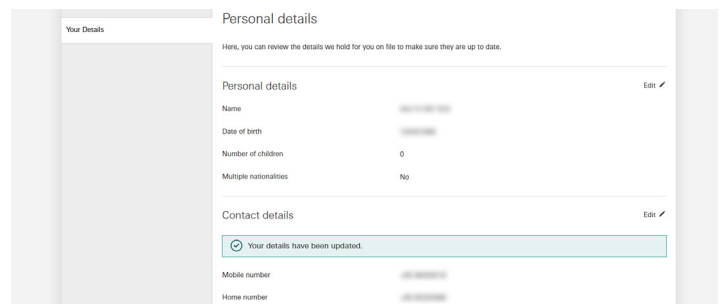 Personal details
Your Details
Here, you can review the details we hold for you on file to make sure they are up to date.
Personal details
Edit
Name
Date of birth
Number of children 0
Multiple nationalities No
Contact details
Edit
Your details have been updated.
Mobile number
Home number